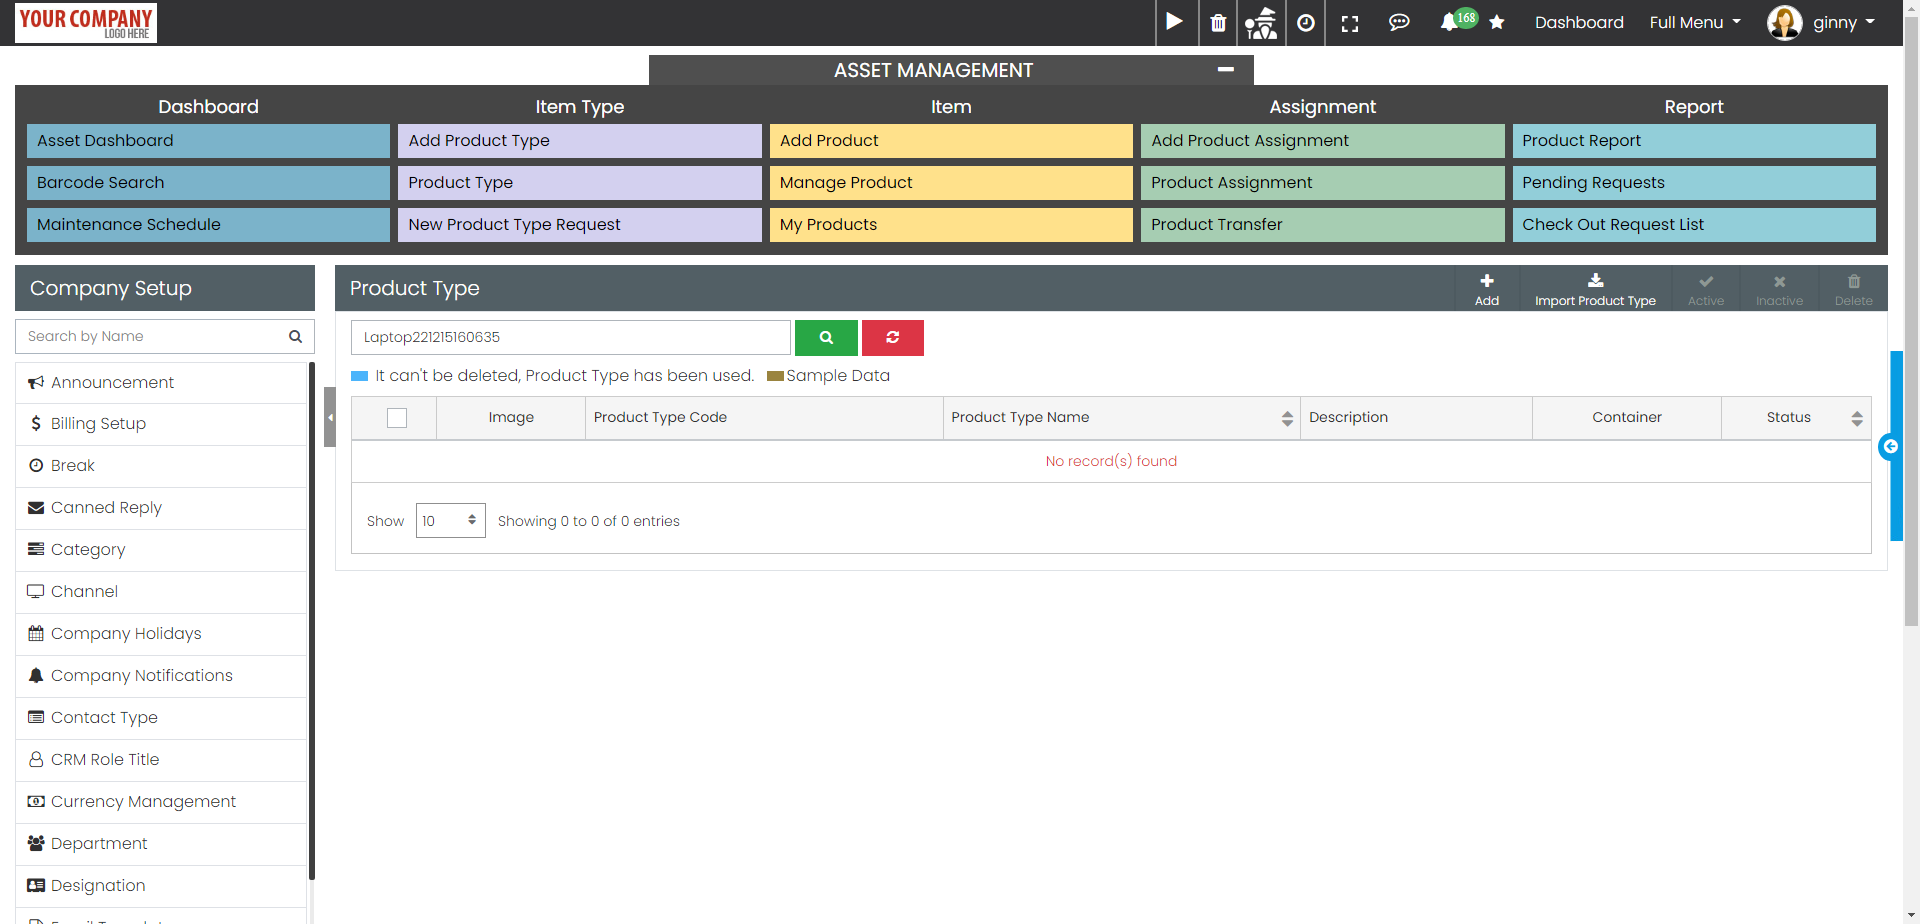 YOUR COMPANY
LOGO HERE
168
Dashboard
Full Menu
ginny
ASSET MANAGEMENT
Dashboard
Item Type
Item
Assignment
Report
Asset Dashboard
Add Product Type
Add Product
Add Product Assignment
Product Report
Barcode Search
Product Type
Manage Product
Product Assignment
Pending Requests
Maintenance Schedule
New Product Type Request
My Products
Product Transfer
Check Out Request List
Company Setup
Search by Name
Announcement
Billing Setup
Break
Canned Reply
Category
Channel
Company Holidays
Company Notifications
Contact Type
CRM Role Title
Currency Management
Department
Designation
Product Type
Add
Import Product Type
Active
Inactive
Delete
Laptop221215160635
It can't be deleted, Product Type has been used.
Sample Data
Image
Product Type Code
Product Type Name
Description
Container
Status
No record(s) found
Show
10
Showing 0 to 0 of 0 entries